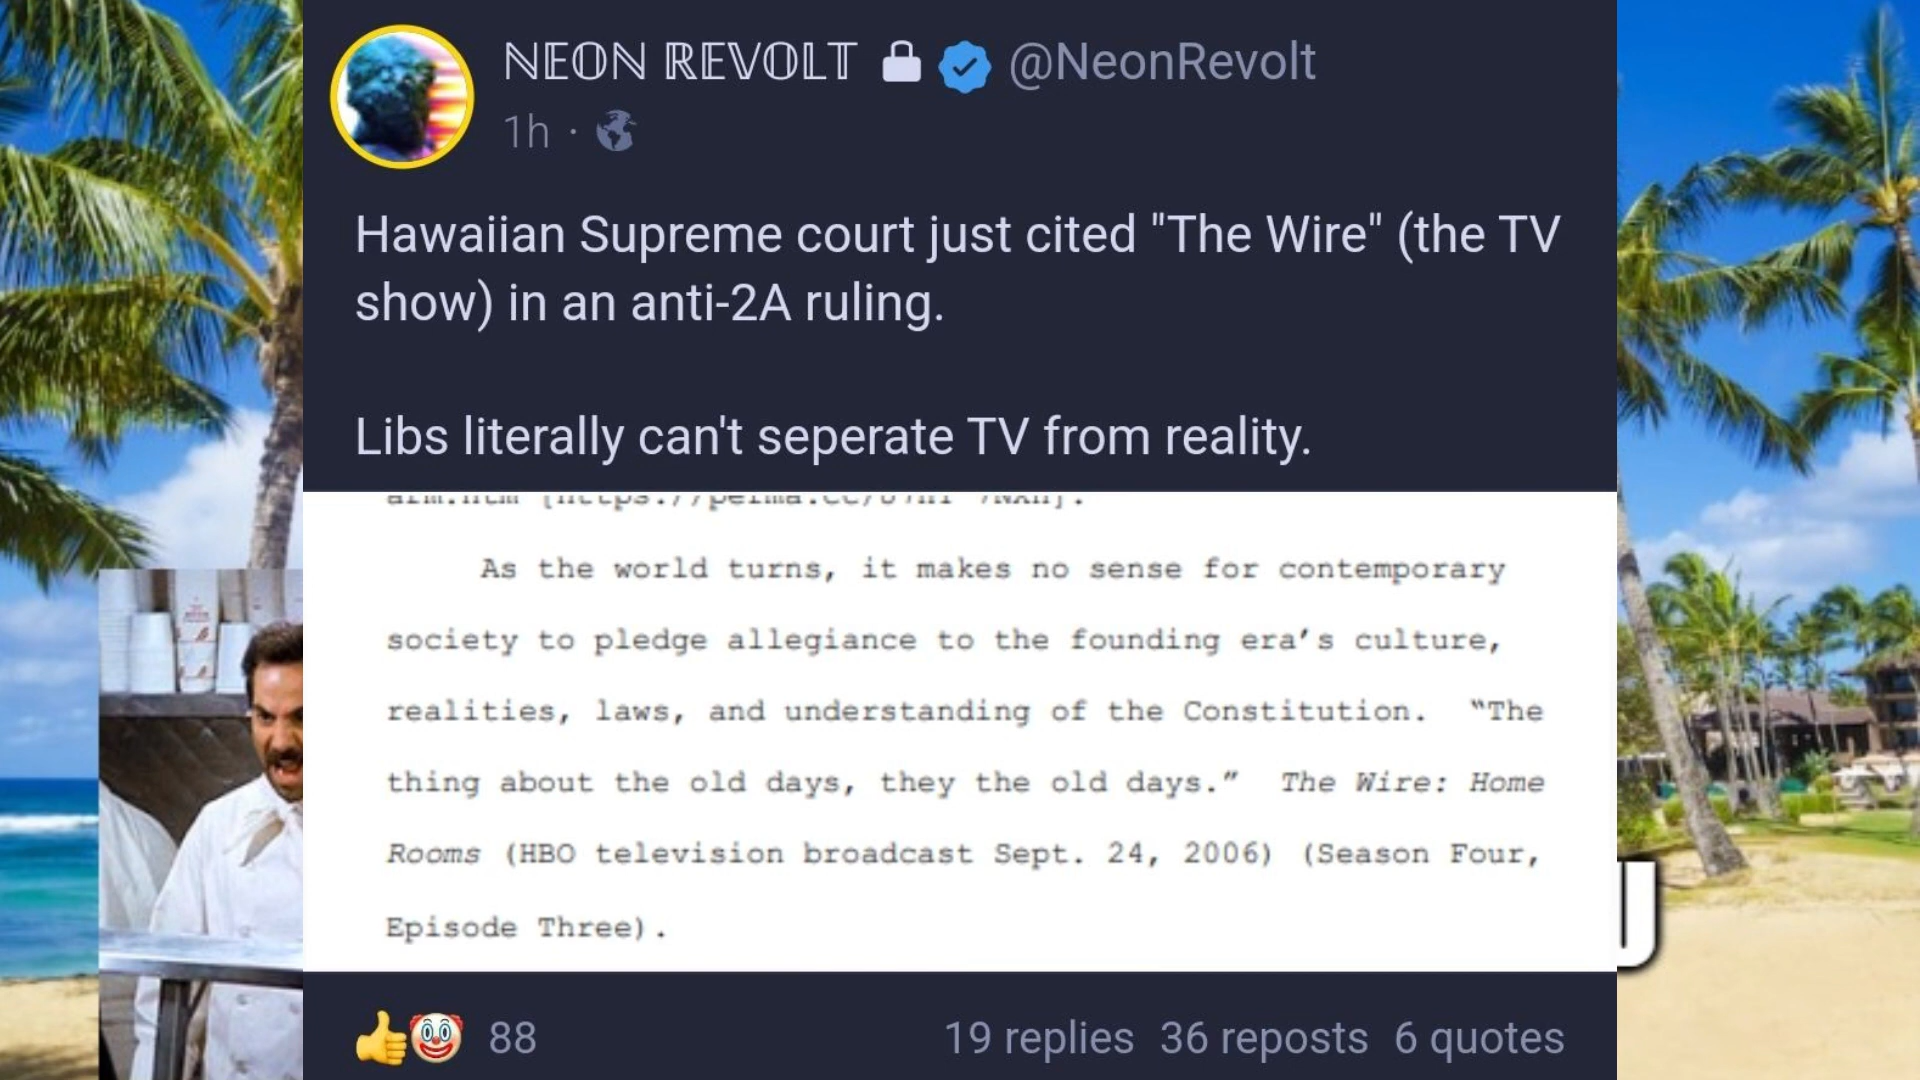 NEON REVOLT @NeonRevolt
1h ·
Hawaiian Supreme court just cited "The Wire" (the TV
show) in an anti-2A ruling.
Libs literally can't seperate TV from reality.
As the world turns, it makes no sense for contemporary
society to pledge allegiance to the founding era’s culture,
realities, laws, and understanding of the Constitution. “The
thing about the old days, they the old days.” The Wire: Home
Rooms (HBO television broadcast Sept. 24, 2006) (Season Four,
Episode Three).
88 19 replies 36 reposts 6 quotes